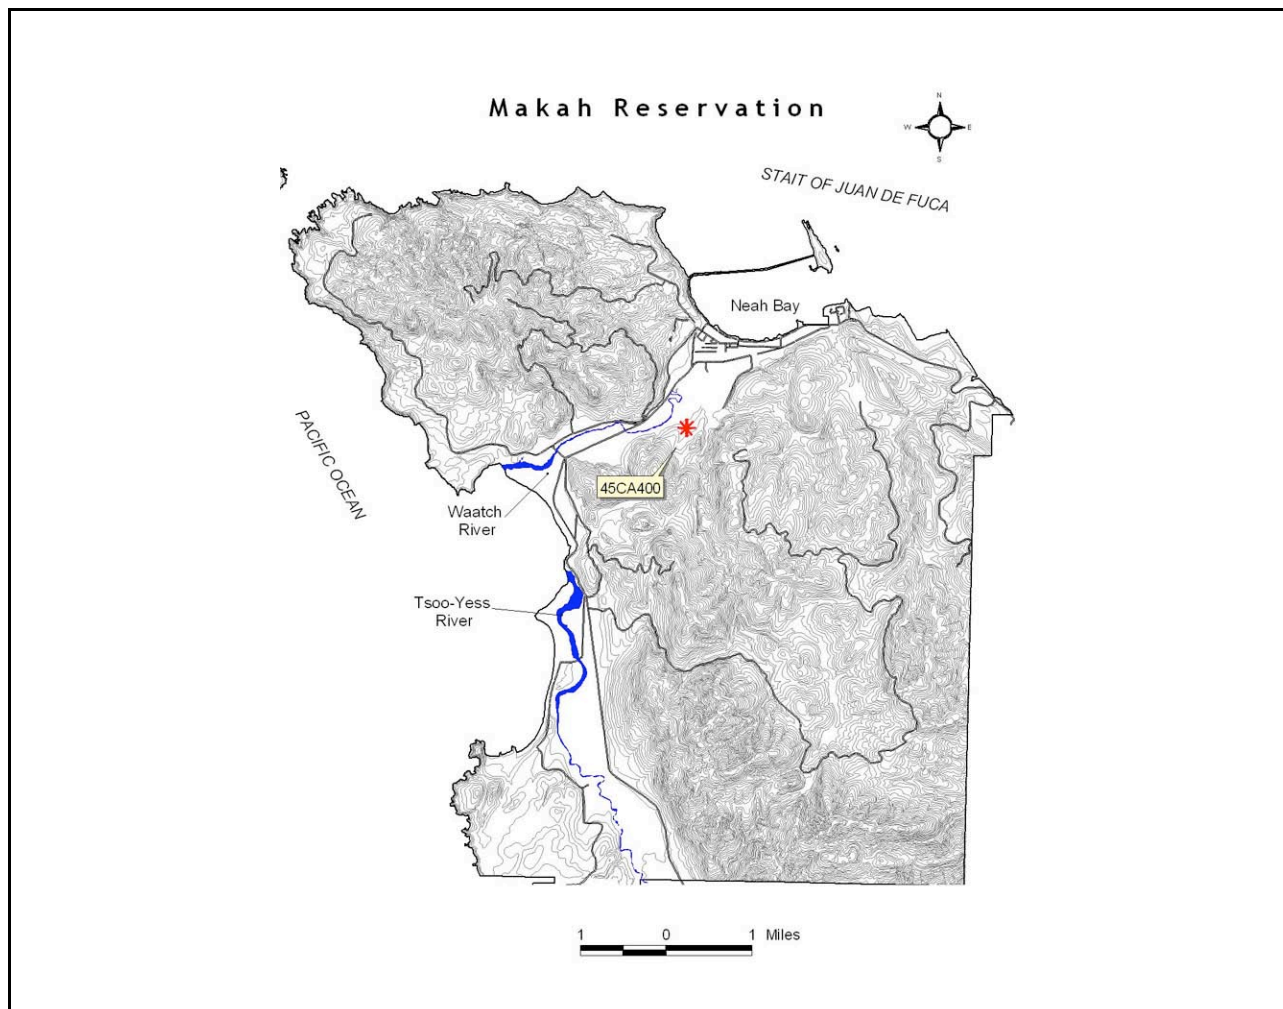 Makah Reservation
N
W E
S
STAIT OF JUAN DE FUCA
Neah Bay
PACIFIC OCEAN
45CA400
Waatch
River
Tsoo-Yess
River
1 0 1 Miles